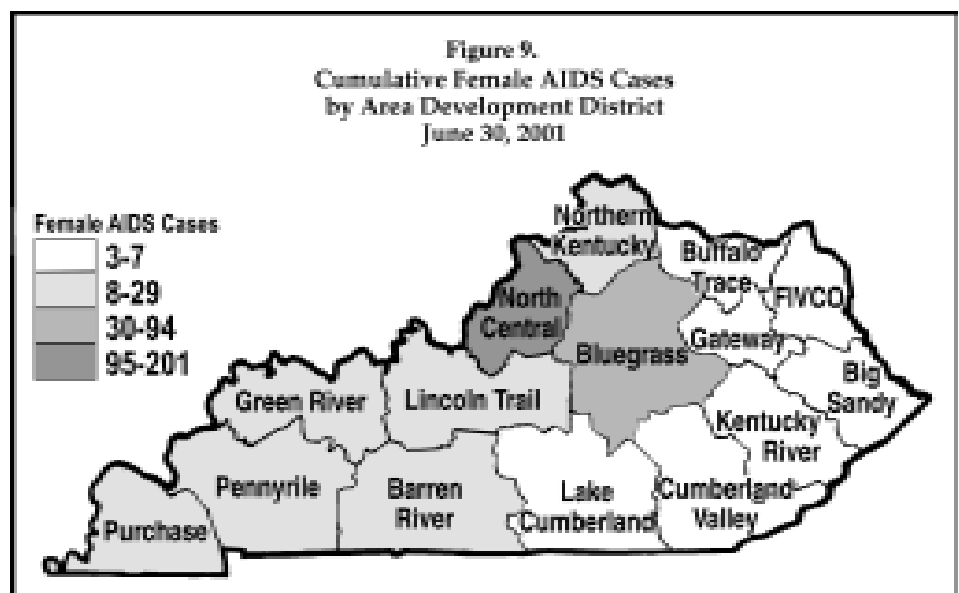 Figure 9.
Cumulative Female AIDS Cases
by Area Development District
June 30, 2001
Female AIDS Cases
3-7
8-29
30-94
95-201
Northern
Kentucky
Buffalo
Trace
FIVCO
North
Central
Gateway
Bluegrass
Big
Sandy
Green River
Lincoln Trail
Kentucky
River
Pennyrile
Barren
River
Lake
Cumberland
Cumberland
Valley
Purchase